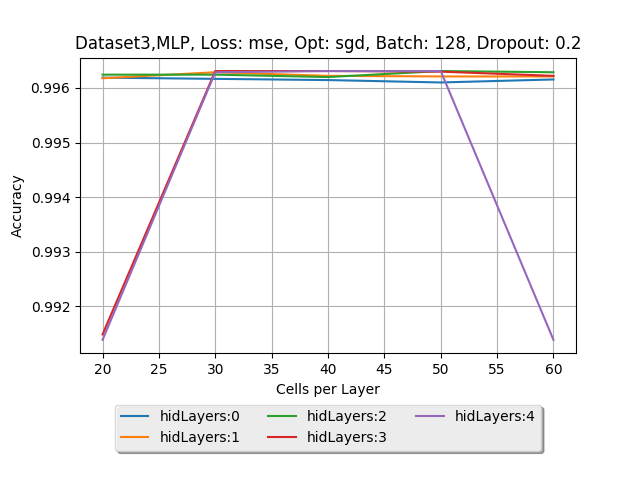 Dataset3,MLP, Loss: mse, Opt: sgd, Batch: 128, Dropout: 0.2
0.996
0.995
0.994
0.993
0.992
Accuracy
20 25 30 35 40 45 50 55 60
Cells per Layer
hidLayers:0 hidLayers:2 hidLayers:4
hidLayers:1 hidLayers:3